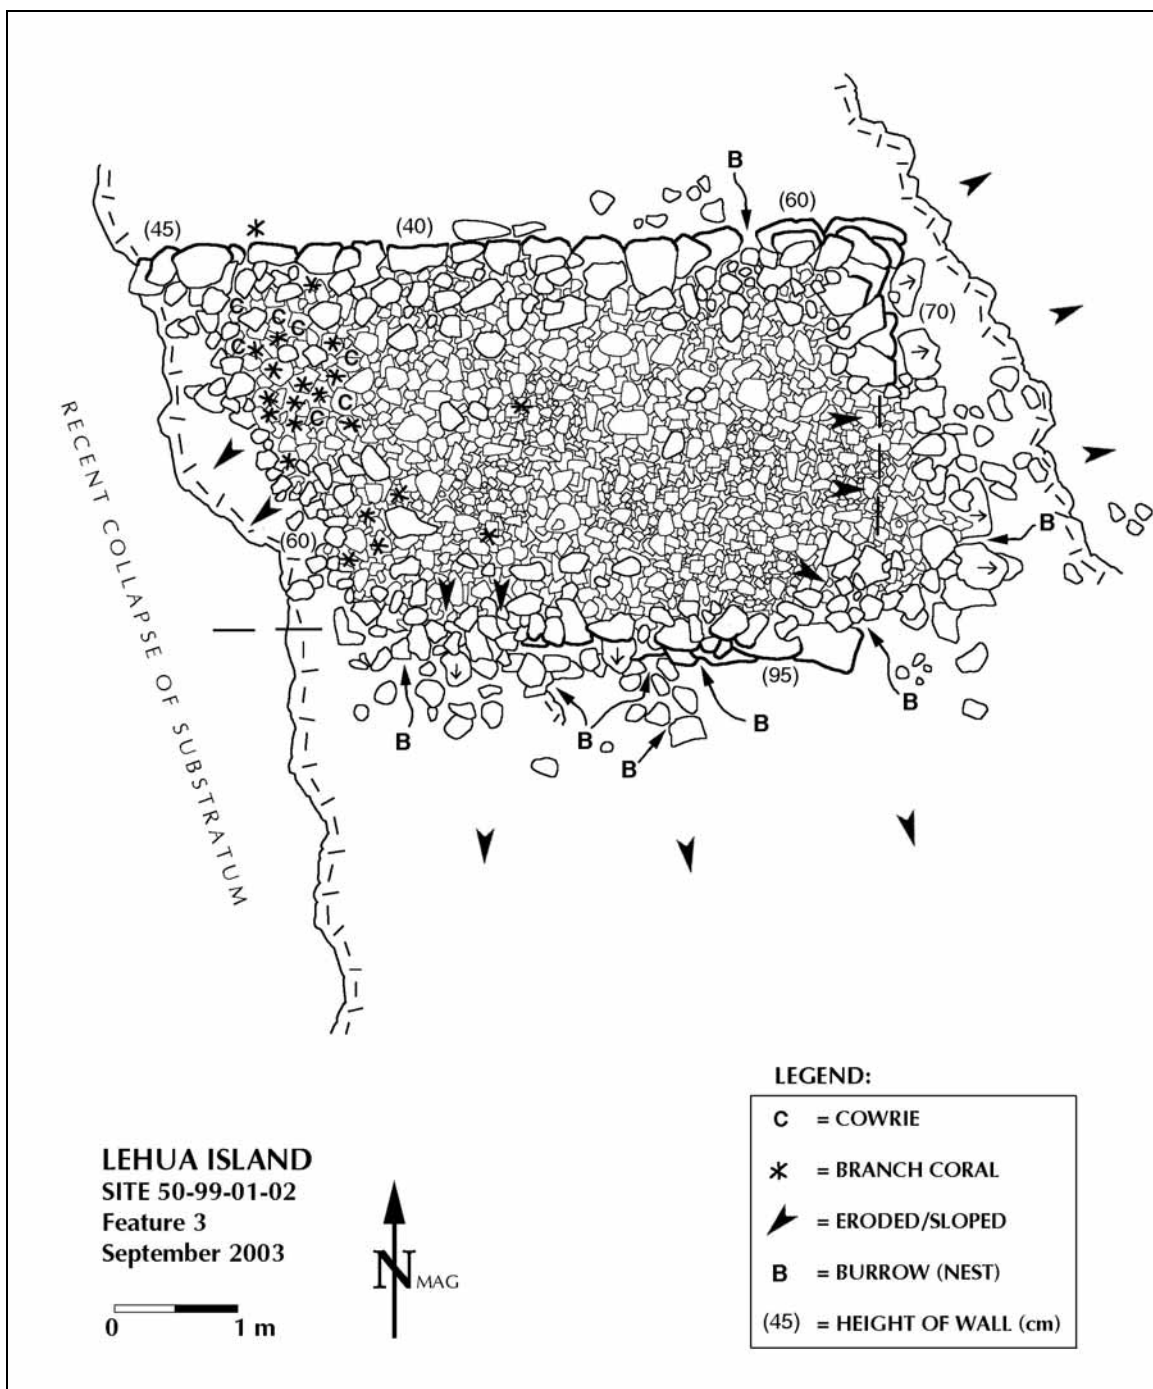 B
(45)
(40)
(60)
(70)
C
C
C
C
C
C
C
RECENT COLLAPSE OF SUBSTRATUM
(60)
B
(95)
B
B
B
B
B
LEGEND:
C = COWRIE
= BRANCH CORAL
= ERODED/SLOPED
B = BURROW (NEST)
(45) = HEIGHT OF WALL (cm)
LEHUA ISLAND
SITE 50-99-01-02
Feature 3
September 2003
0 1 m
N MAG